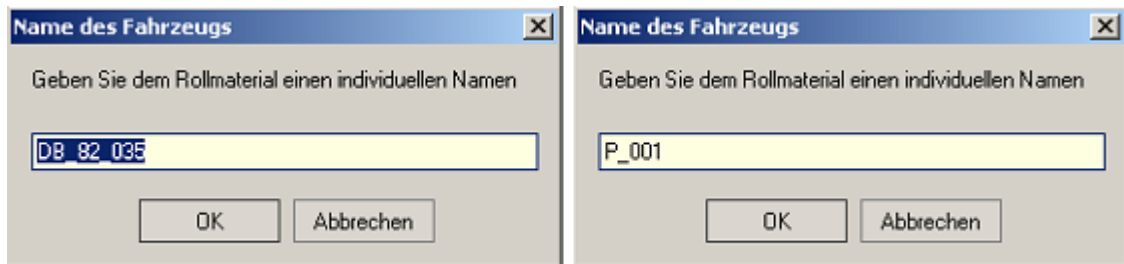 Name des Fahrzeugs
Geben Sie dem Rollmaterial einen individuellen Namen
DB_82_035
OK
Abbrechen
Name des Fahrzeugs
Geben Sie dem Rollmaterial einen individuellen Namen
P_001
OK
Abbrechen